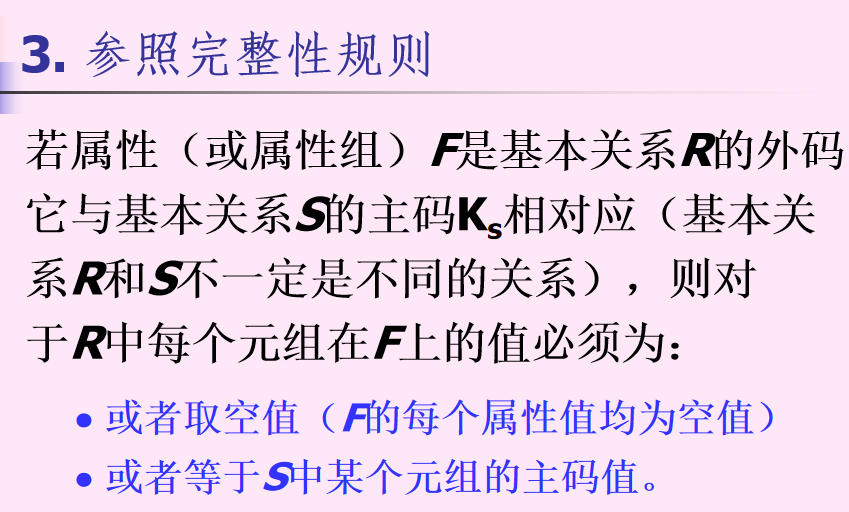 3. 参照完整性规则
若属性（或属性组）F是基本关系R的外码
它与基本关系S的主码Ks相对应（基本关
系R和S不一定是不同的关系），则对
于R中每个元组在F上的值必须为：
• 或者取空值（F的每个属性值均为空值）
• 或者等于S中某个元组的主码值。